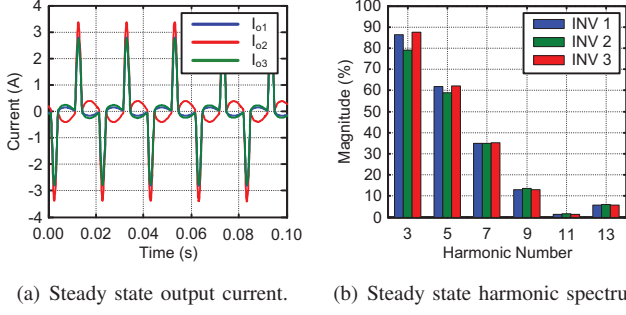 4
3
2
1
0
-1
-2
-3
-4
Current (A)
I_o1
I_o2
I_o3
0.00 0.02 0.04 0.06 0.08 0.10
Time (s)
(a) Steady state output current.
100
90
80
70
60
50
40
30
20
10
0
Magnitude (%)
INV 1
INV 2
INV 3
3 5 7 9 11 13
Harmonic Number
(b) Steady state harmonic spectru